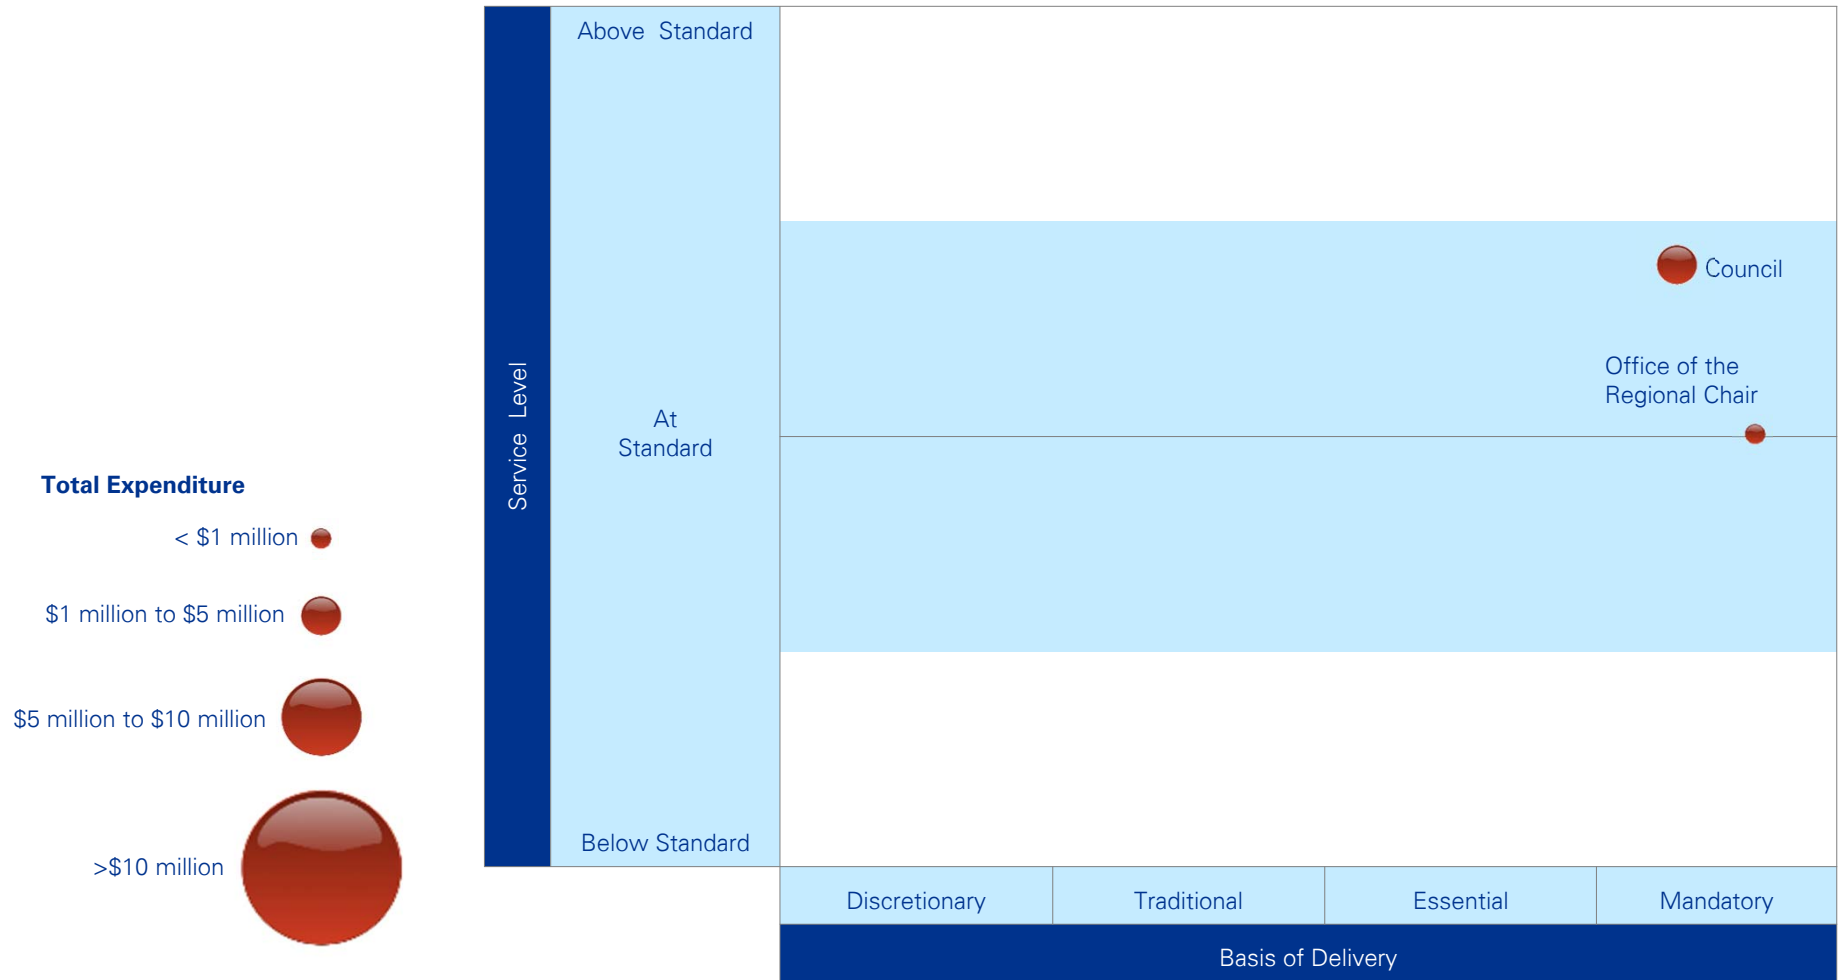 Above Standard
Council
Office of the
Regional Chair
Service Level
At
Standard
Total Expenditure
< $1 million
$1 million to $5 million
$5 million to $10 million
>$10 million
Below Standard
Discretionary
Traditional
Essential
Mandatory
Basis of Delivery